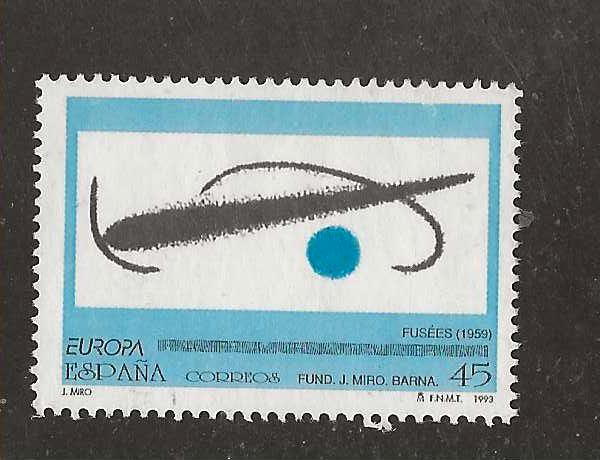 FUSÉES (1959)
EUROPA
ESPAÑA CORREOS FUND. J. MIRO. BARNA. 45
J. MIRO F.N.M.T. 1993